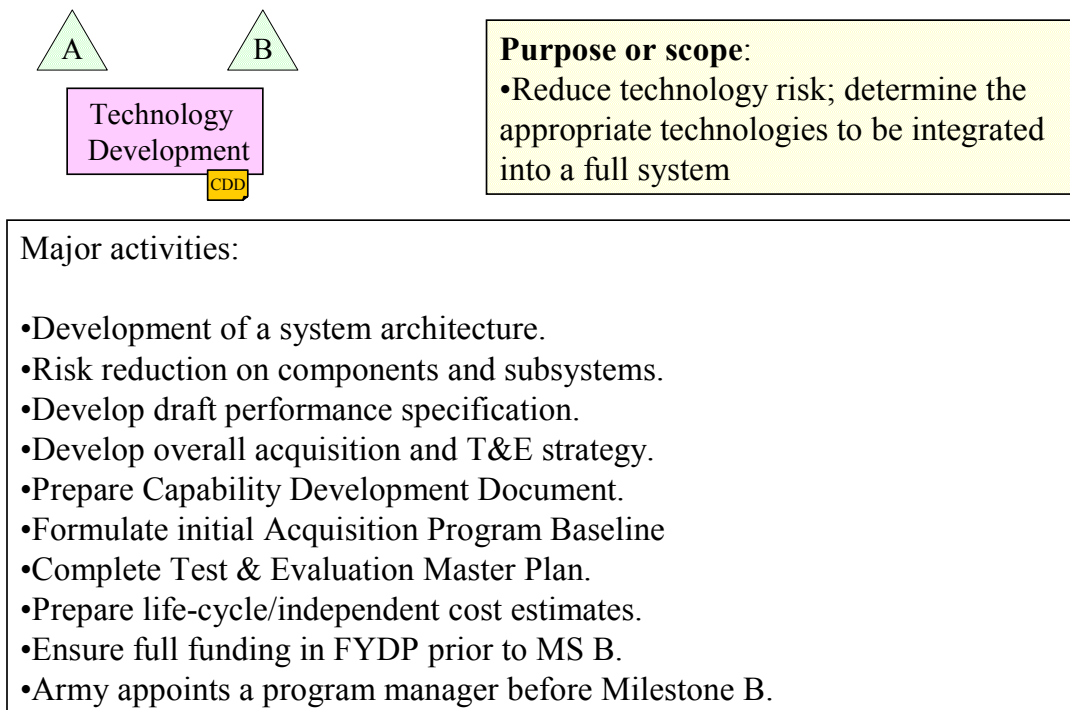 A
B
Technology
Development
CDD
Purpose or scope:
•Reduce technology risk; determine the
appropriate technologies to be integrated
into a full system
Major activities:
•Development of a system architecture.
•Risk reduction on components and subsystems.
•Develop draft performance specification.
•Develop overall acquisition and T&E strategy.
•Prepare Capability Development Document.
•Formulate initial Acquisition Program Baseline
•Complete Test & Evaluation Master Plan.
•Prepare life-cycle/independent cost estimates.
•Ensure full funding in FYDP prior to MS B.
•Army appoints a program manager before Milestone B.